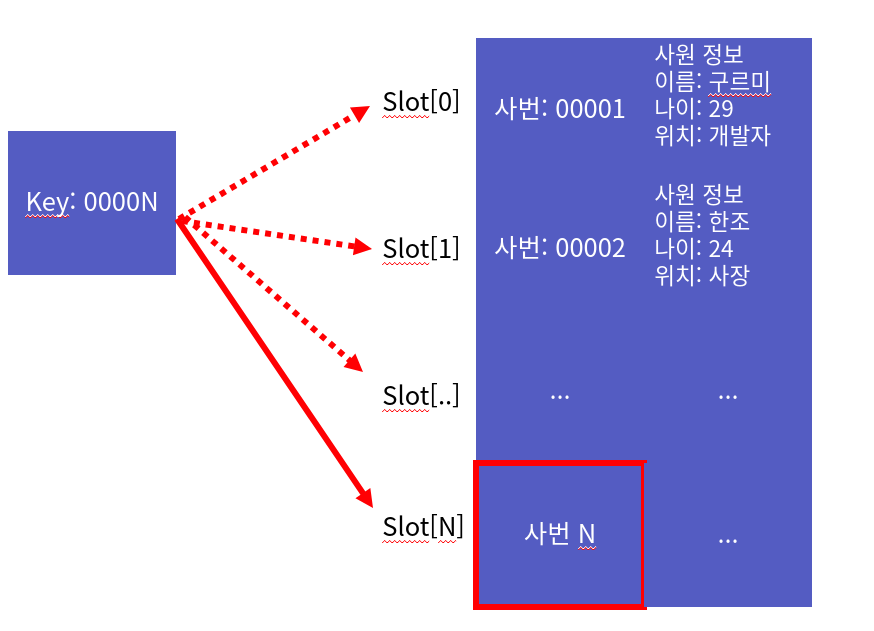 Key: 0000N
Slot[0]
사번: 00001
사원 정보
이름: 구르미
나이: 29
위치: 개발자
Slot[1]
사번: 00002
사원 정보
이름: 한조
나이: 24
위치: 사장
Slot[..]
...
...
Slot[N]
사번 N
...